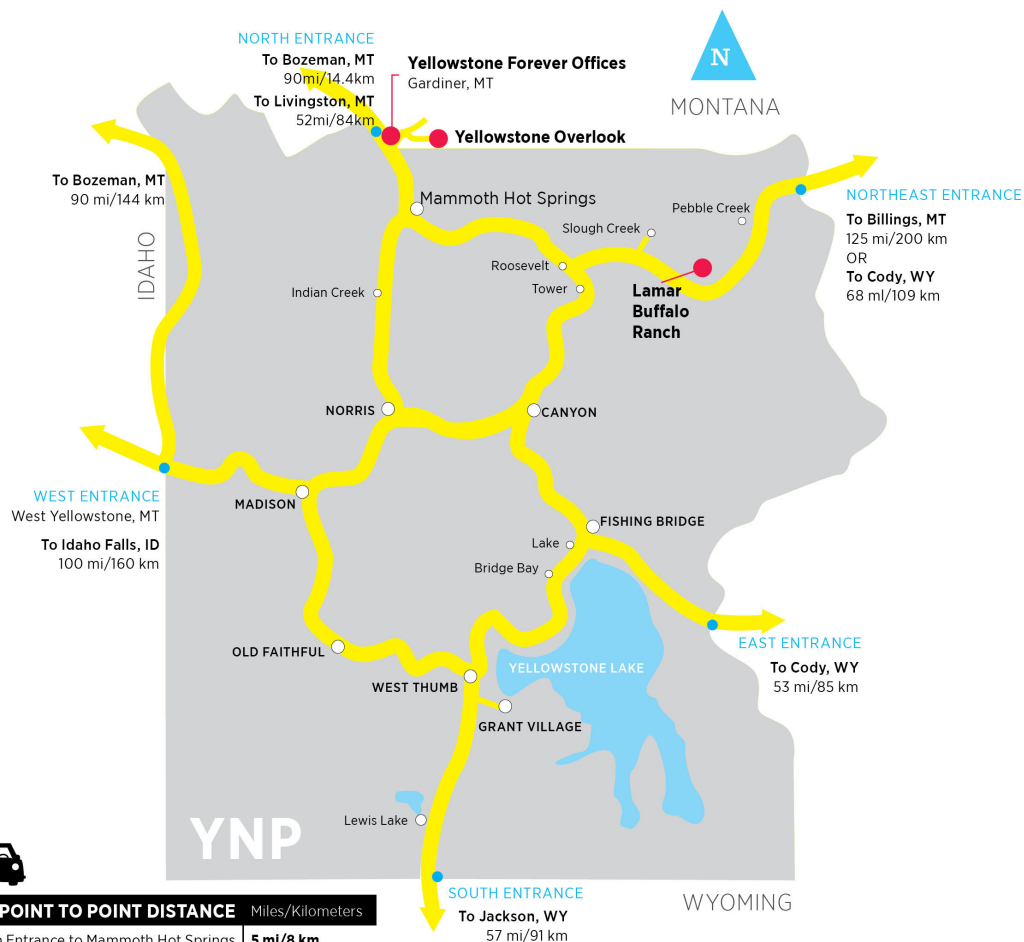 NORTH ENTRANCE
To Bozeman, MT
90mi/14.4km
To Livingston, MT
52mi/84km
Yellowstone Forever Offices
Gardiner, MT
N
MONTANA
Yellowstone Overlook
To Bozeman, MT
90 mi/144 km
IDAHO
Mammoth Hot Springs
Pebble Creek
Slough Creek
NORTHEAST ENTRANCE
To Billings, MT
125 mi/200 km
OR
To Cody, WY
68 ml/109 km
Roosevelt
Tower
Indian Creek
Lamar
Buffalo
Ranch
NORRIS
CANYON
WEST ENTRANCE
West Yellowstone, MT
To Idaho Falls, ID
100 mi/160 km
MADISON
FISHING BRIDGE
Lake
Bridge Bay
EAST ENTRANCE
To Cody, WY
53 mi/85 km
OLD FAITHFUL
YELLOWSTONE LAKE
WEST THUMB
GRANT VILLAGE
Lewis Lake
YNP
SOUTH ENTRANCE
To Jackson, WY
57 mi/91 km
WYOMING
POINT TO POINT DISTANCE Miles/Kilometers
Entrance to Mammoth Hot Springs 5 mi/8 km